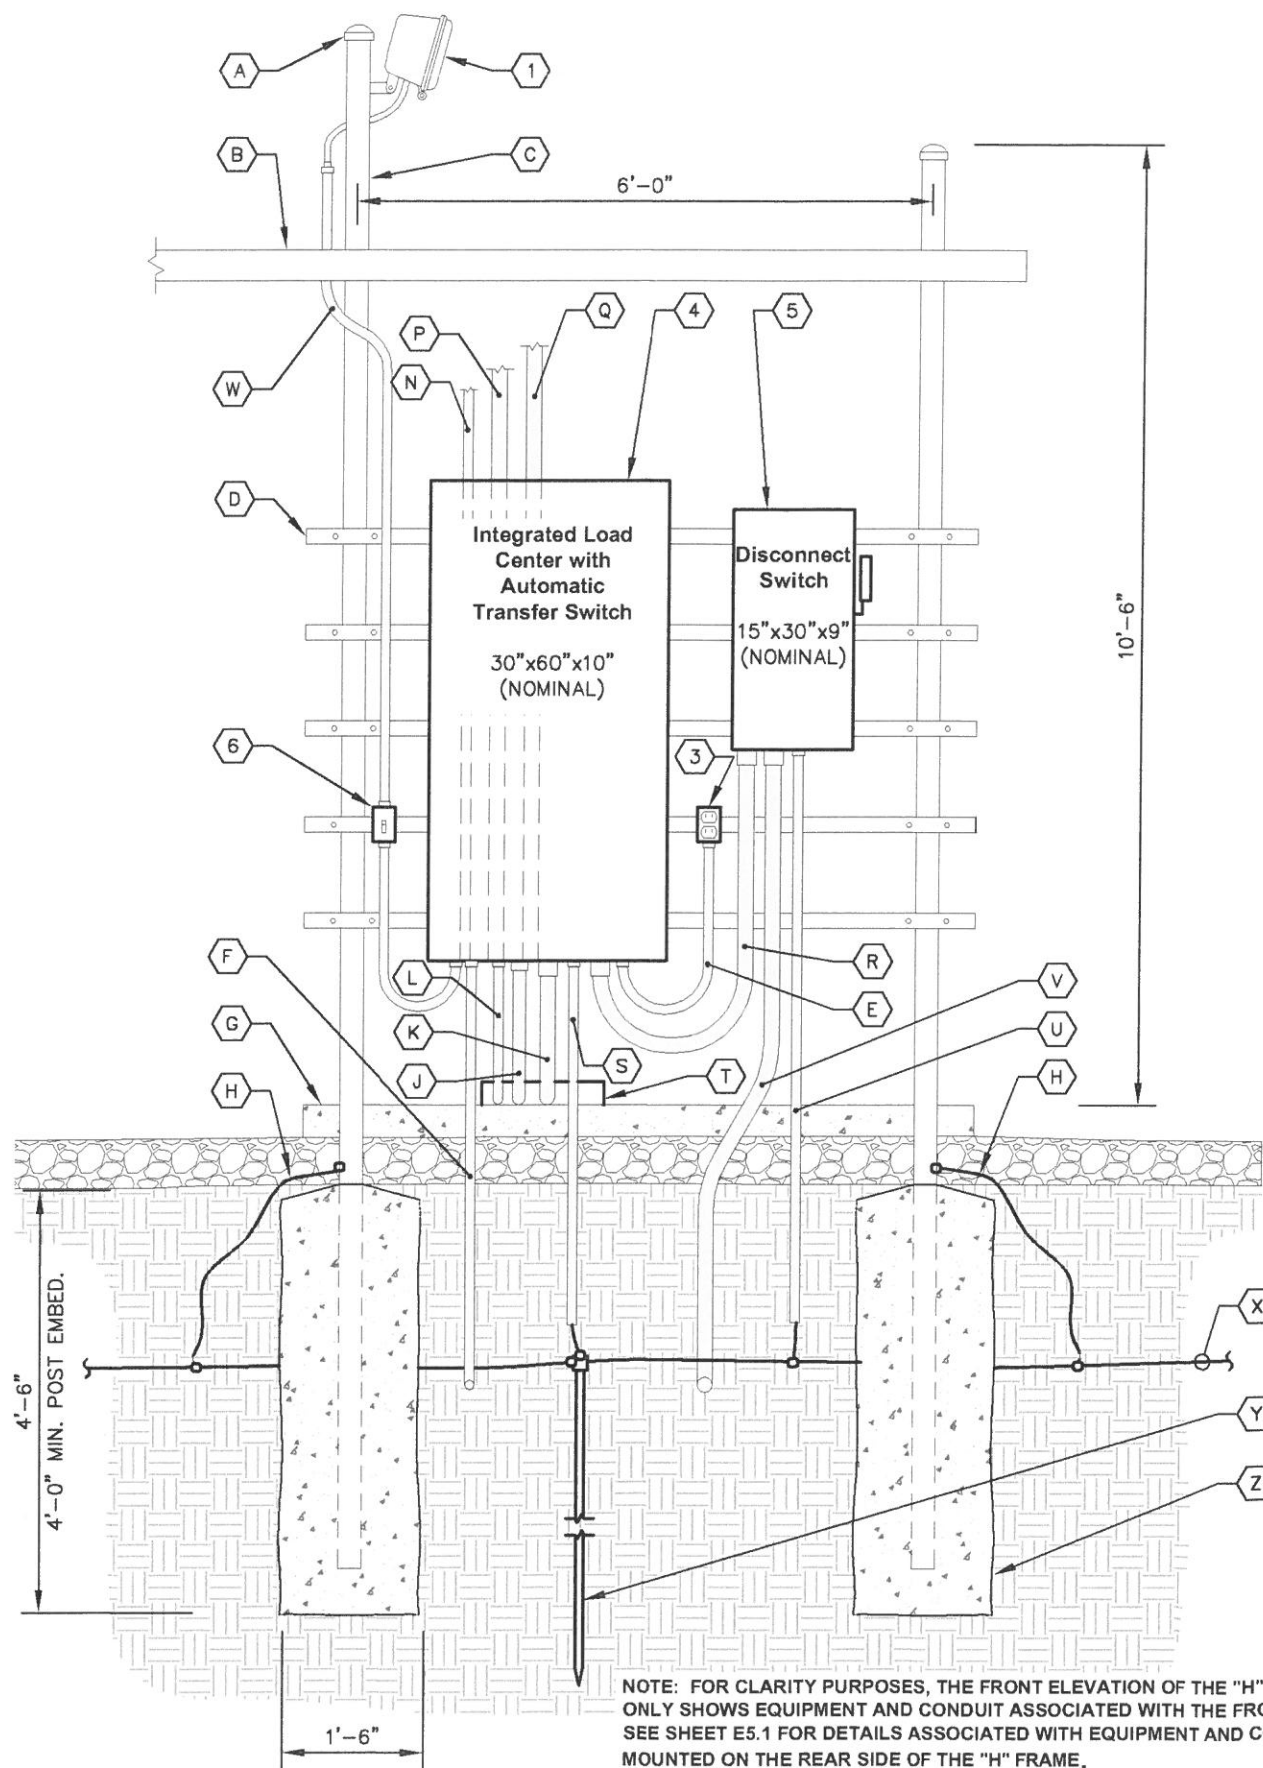 A
1
B
C
6'-0"
W
P
Q
4
5
N
D
Integrated Load
Center with
Automatic
Transfer Switch
30"x60"x10"
(NOMINAL)
Disconnect
Switch
15"x30"x9"
(NOMINAL)
10'-6"
6
3
F
L
R
V
G
K
E
U
H
J
S
T
H
4'-6"
4'-0" MIN. POST EMBED.
X
Y
Z
1'-6"
NOTE: FOR CLARITY PURPOSES, THE FRONT ELEVATION OF THE "H"
ONLY SHOWS EQUIPMENT AND CONDUIT ASSOCIATED WITH THE FRO
SEE SHEET E5.1 FOR DETAILS ASSOCIATED WITH EQUIPMENT AND C
MOUNTED ON THE REAR SIDE OF THE "H" FRAME.